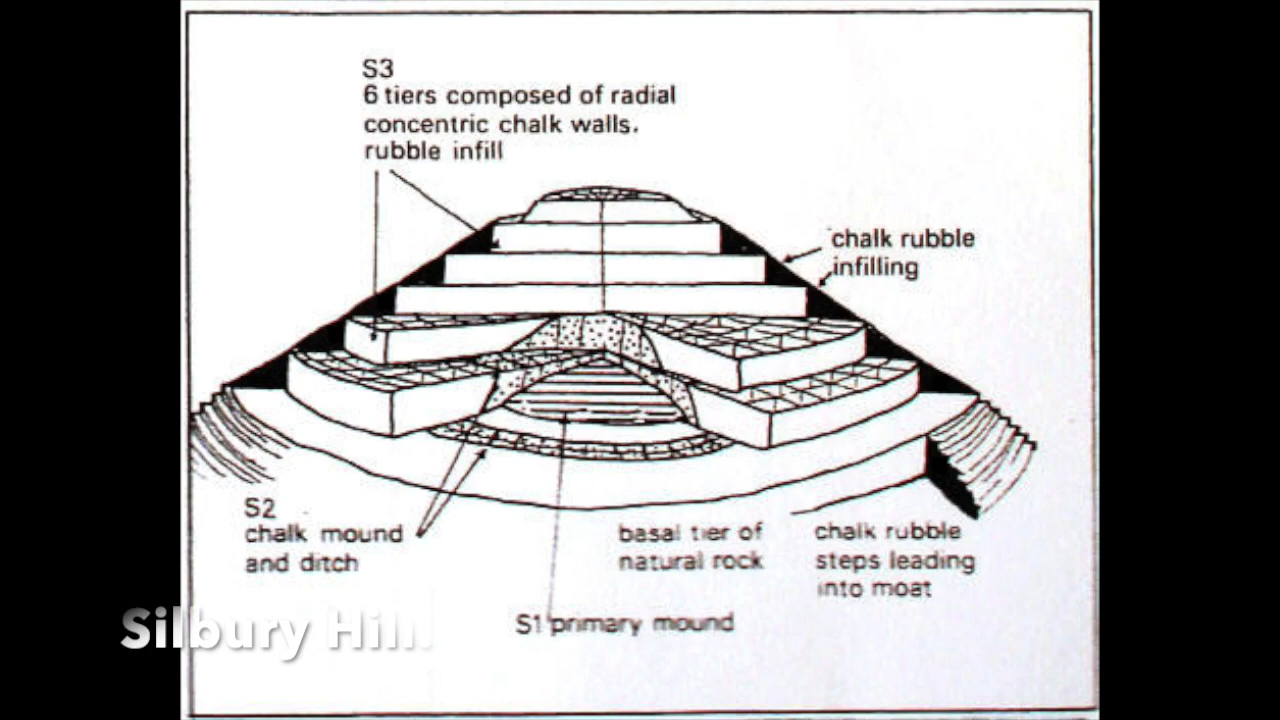 S3
6 tiers composed of radial
concentric chalk walls.
rubble infill
chalk rubble
infilling
S2
chalk mound
and ditch
basal tier of
natural rock
chalk rubble
steps leading
into moat
S1 primary mound
Silbury Hill